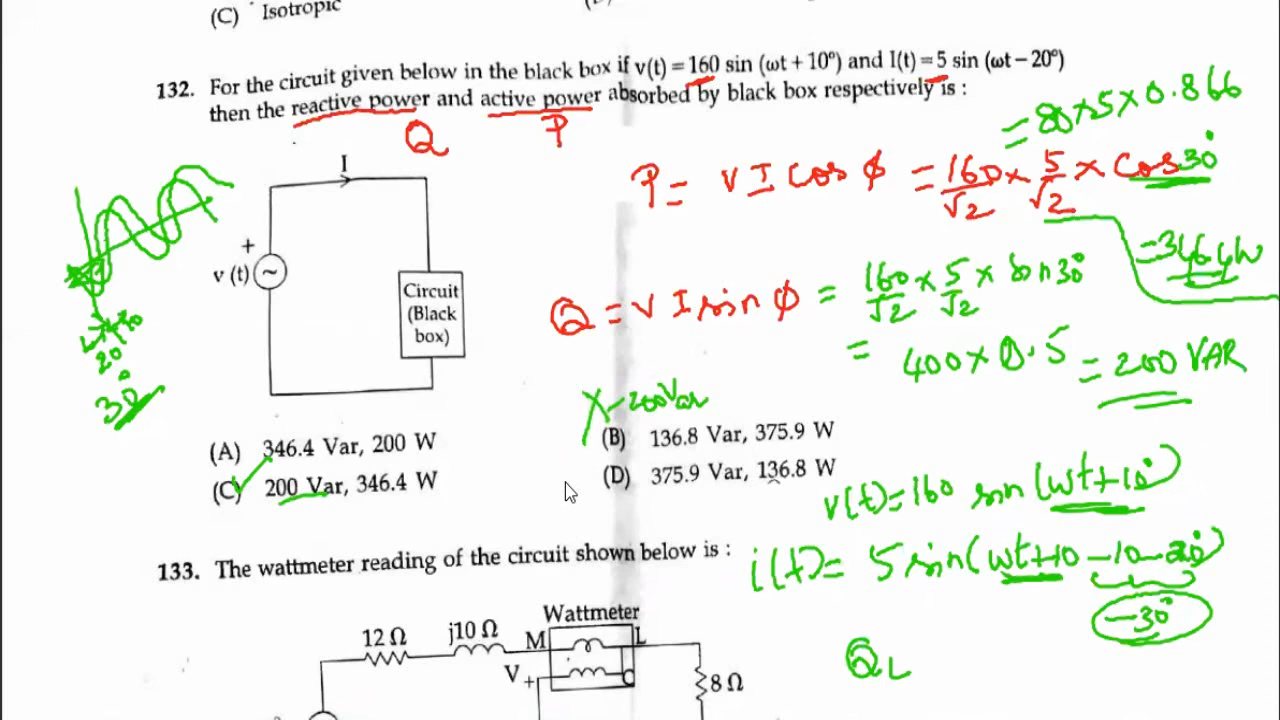 (C) Isotropic
132. For the circuit given below in the black box if v(t) = 160 sin (ωt + 10°) and I(t) = 5 sin (ωt – 20°)
then the reactive power and active power absorbed by black box respectively is :
Q P
= 80 x 5 x 0.866
P = V I Cos ϕ = 160/√2 x 5/√2 x Cos 30°
= 346.4W
I
+
v (t)
~
Circuit
(Black
box)
20
30
Q = V I sin ϕ = 160/√2 x 5/√2 x Sin 30°
= 400 x 0.5 = 200 VAR
-200Var
(A) 346.4 Var, 200 W
(B) 136.8 Var, 375.9 W
(C) 200 Var, 346.4 W
(D) 375.9 Var, 136.8 W
v(t) = 160 sin (ωt + 10°)
i(t) = 5 sin (ωt + 10 - 10 - 20°)
-30°
QL
133. The wattmeter reading of the circuit shown below is :
Wattmeter
12 Ω j10 Ω M L
V + C
8 Ω